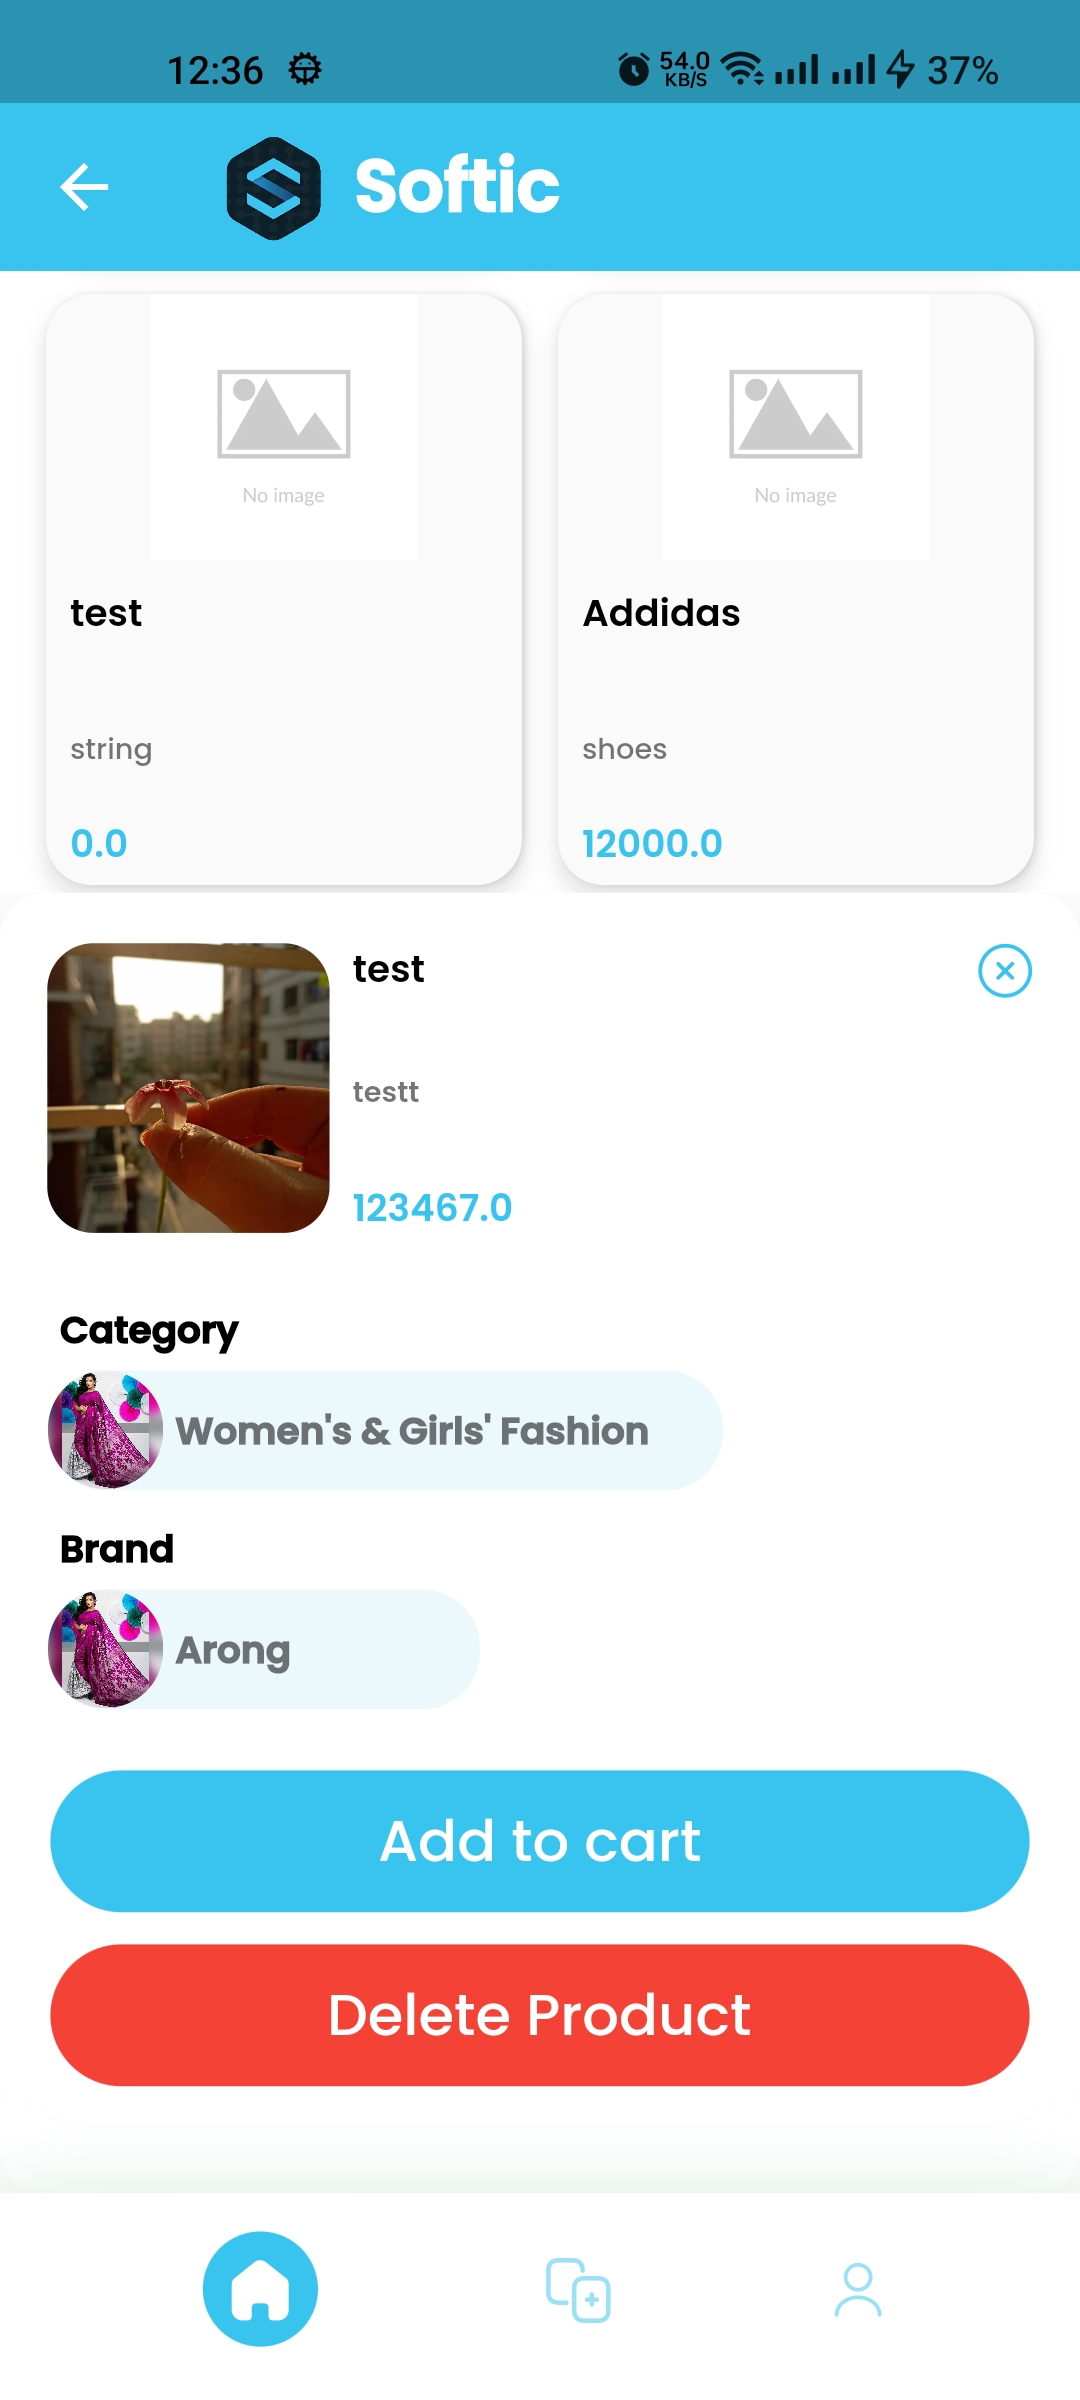 12:36 54.0 KB/S 37%
Softic
No image No image
test Addidas
string shoes
0.0 12000.0
test
testt
123467.0
Category
Women's & Girls' Fashion
Brand
Arong
Add to cart
Delete Product